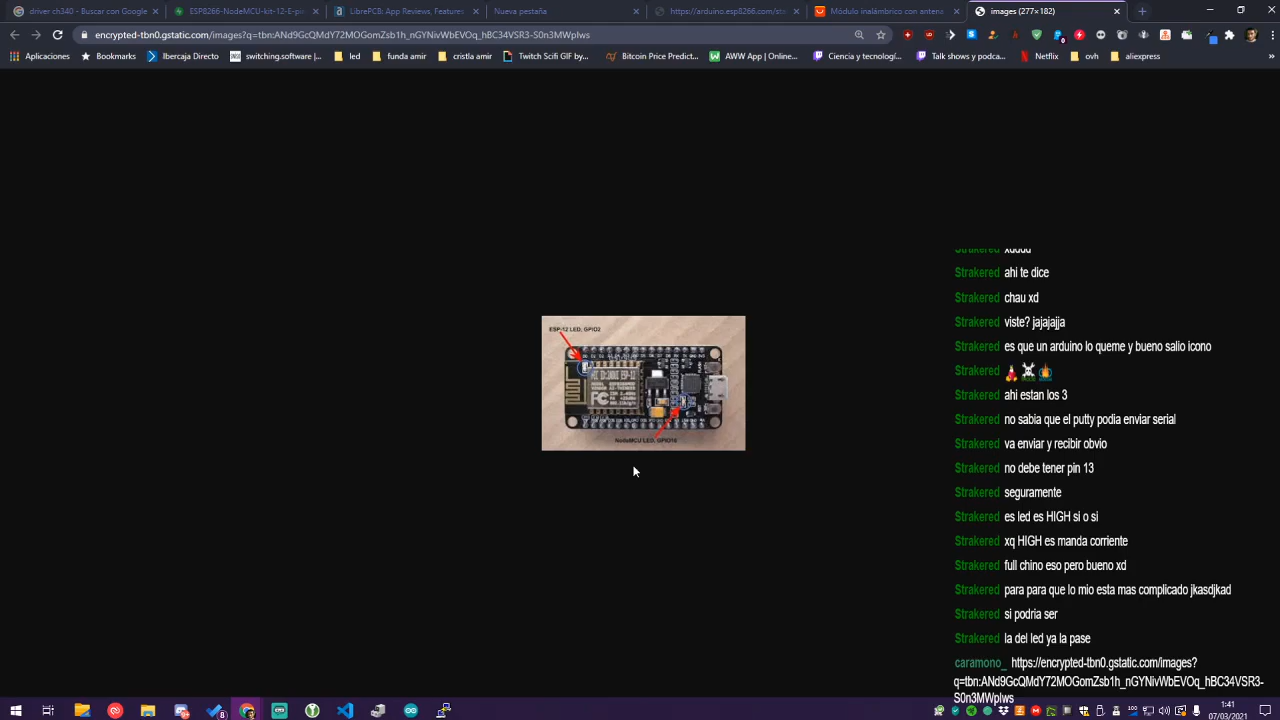 driver ch340 - Buscar con Google
ESP8266-NodeMCU-kit-12-E-pin
LibrePCB: App Reviews, Features
Nueva pestaña
https://arduino.esp8266.com/st
Módulo inalámbrico con antena
images (277×182)
encrypted-tbn0.gstatic.com/images?q=tbn:ANd9GcQMdY72MOGomZsb1h_nGYNivWbEVOq_hBC34VSR3-S0n3MWpIws
Aplicaciones
Bookmarks
Ibercaja Directo
switching.software|...
led
funda amir
cristla amir
Twitch Scifi GIF by...
Bitcoin Price Predict...
AWW App | Online...
Ciencia y tecnologí...
Talk shows y podca...
Netflix
ovh
aliexpress
ESP-12 LED, GPIO2
NodeMCU LED, GPIO16
Strakered xdddd
Strakered ahi te dice
Strakered chau xd
Strakered viste? jajajajja
Strakered es que un arduino lo queme y bueno salio icono
Strakered
Strakered ahi estan los 3
Strakered no sabia que el putty podia enviar serial
Strakered va enviar y recibir obvio
Strakered no debe tener pin 13
Strakered seguramente
Strakered es led es HIGH si o si
Strakered xq HIGH es manda corriente
Strakered full chino eso pero bueno xd
Strakered para para que lo mio esta mas complicado jkasdjkad
Strakered si podria ser
Strakered la del led ya la pase
caramono_ https://encrypted-tbn0.gstatic.com/images?
q=tbn:ANd9GcQMdY72MOGomZsb1h_nGYNivWbEVOq_hBC34VSR3-
S0n3MWpIws
1:41
07/03/2021